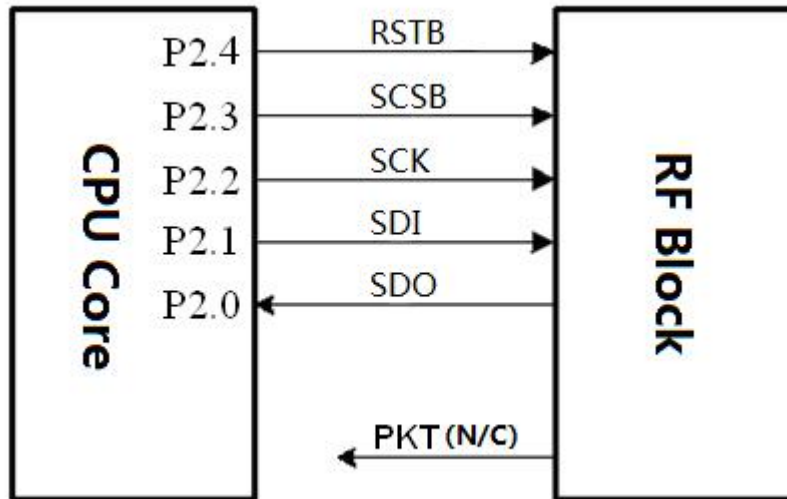 P2.4 RSTB
P2.3 SCSB
P2.2 SCK
P2.1 SDI
P2.0 SDO
CPU Core
RF Block
PKT (N/C)